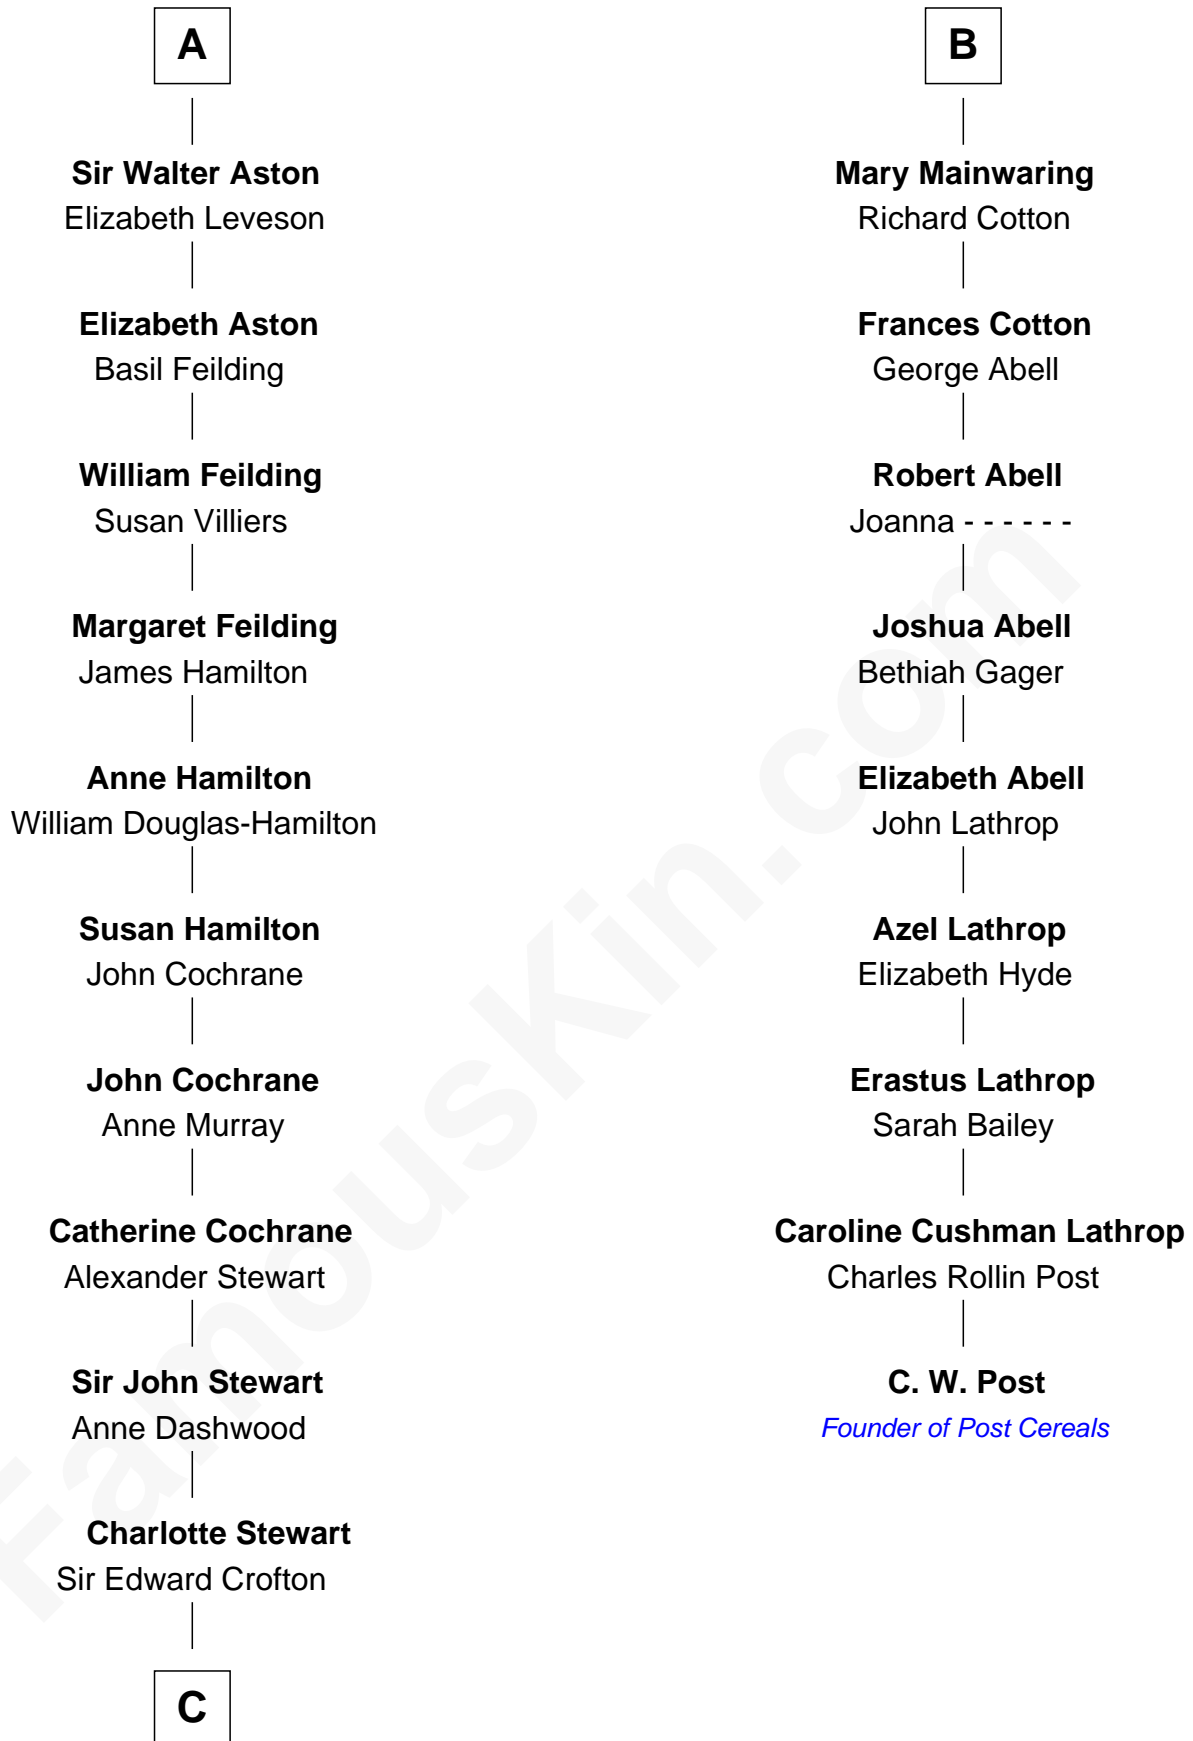 A
Sir Walter Aston
Elizabeth Leveson
Elizabeth Aston
Basil Feilding
William Feilding
Susan Villiers
Margaret Feilding
James Hamilton
Anne Hamilton
William Douglas-Hamilton
Susan Hamilton
John Cochrane
John Cochrane
Anne Murray
Catherine Cochrane
Alexander Stewart
Sir John Stewart
Anne Dashwood
Charlotte Stewart
Sir Edward Crofton
C
B
Mary Mainwaring
Richard Cotton
Frances Cotton
George Abell
Robert Abell
Joanna - - - - - -
Joshua Abell
Bethiah Gager
Elizabeth Abell
John Lathrop
Azel Lathrop
Elizabeth Hyde
Erastus Lathrop
Sarah Bailey
Caroline Cushman Lathrop
Charles Rollin Post
C. W. Post
Founder of Post Cereals
FamousKin.com